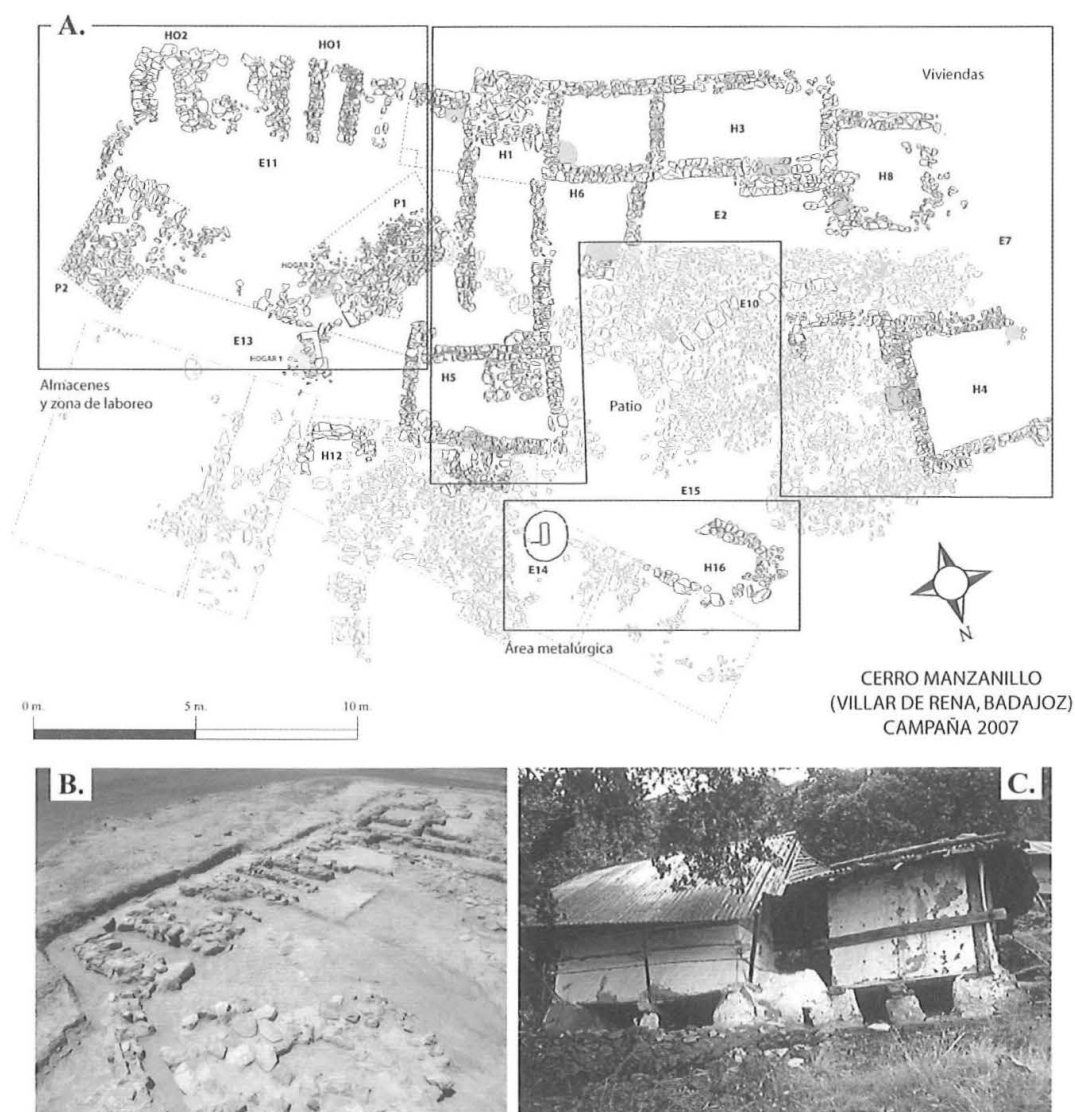 A.
HO2
HO1
Viviendas
H3
H1
E11
H8
H6
P1
E2
E7
HOGAR 2
P2
E10
E13
HOGAR 1
Almacenes
y zona de laboreo
H5
H4
Patio
H12
E15
E14
H16
Área metalúrgica
N
CERRO MANZANILLO
(VILLAR DE RENA, BADAJOZ)
CAMPAÑA 2007
0 m.
5 m.
10 m.
B.
C.